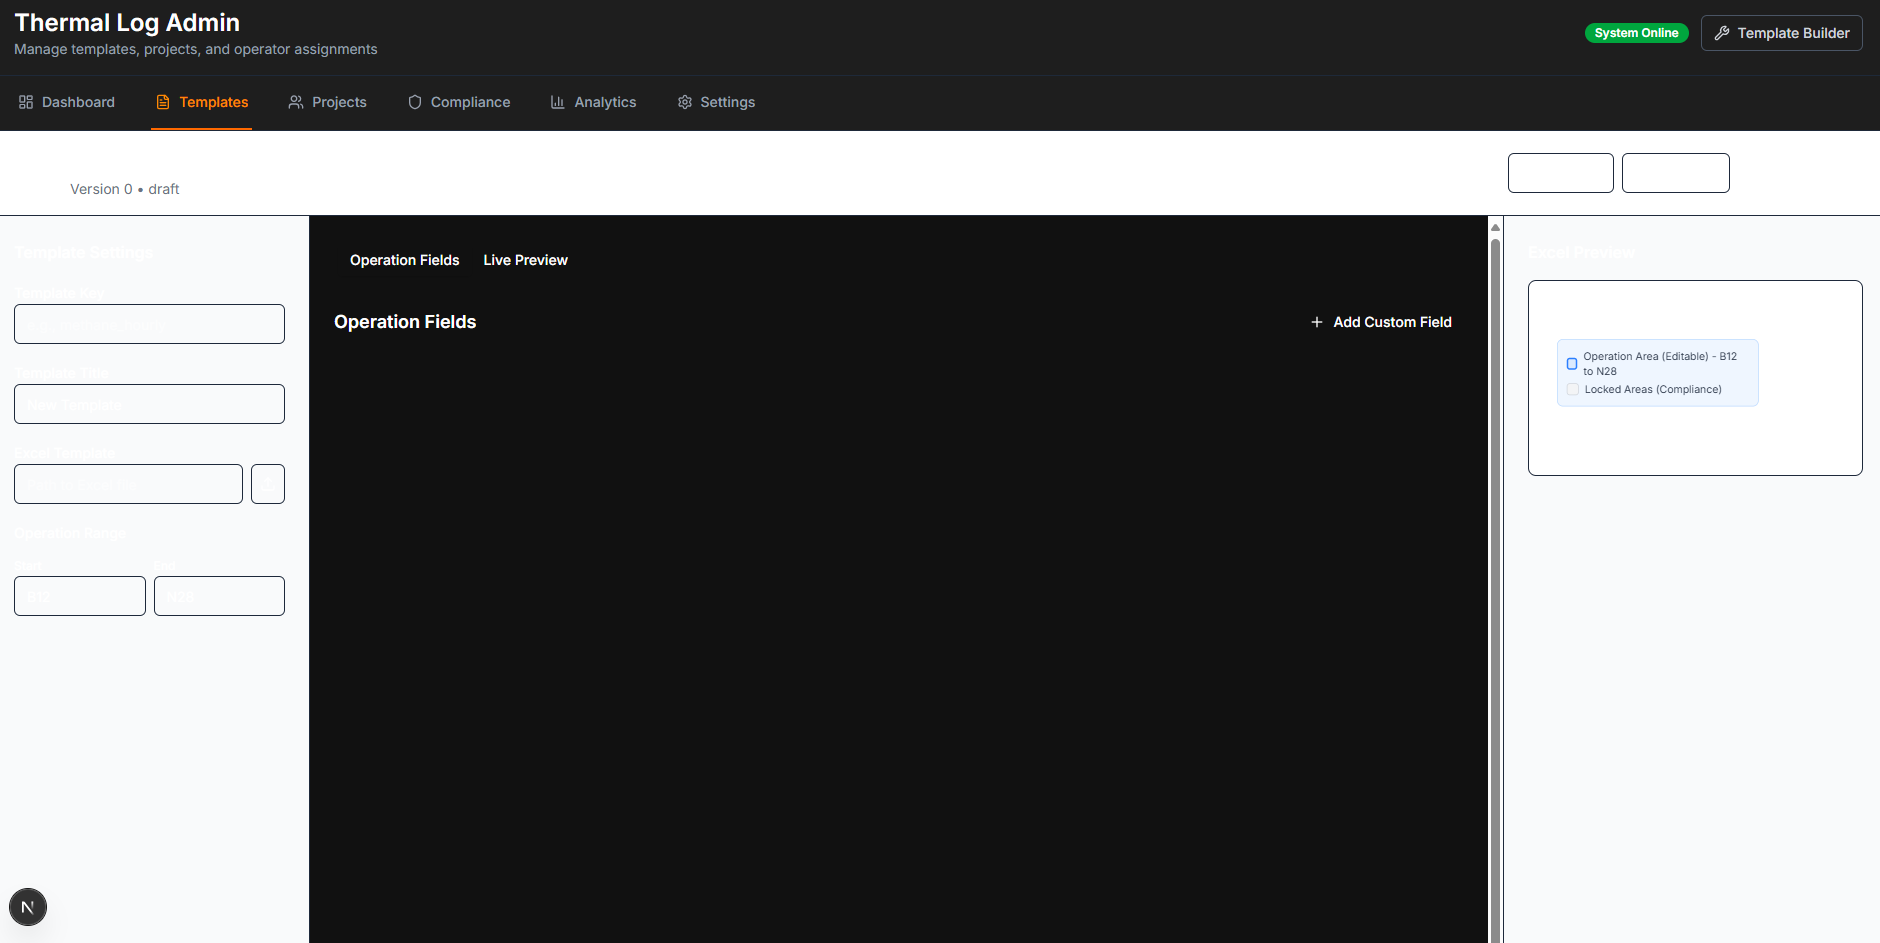 Thermal Log Admin
Manage templates, projects, and operator assignments
System Online
Template Builder
Dashboard
Templates
Projects
Compliance
Analytics
Settings
Version 0 • draft
Template Settings
Template Key
Template Title
New Template
Excel Template
Operation Range
Start
End
B12
N28
Operation Fields
Live Preview
Operation Fields
Add Custom Field
Excel Preview
Operation Area (Editable) - B12
to N28
Locked Areas (Compliance)
N